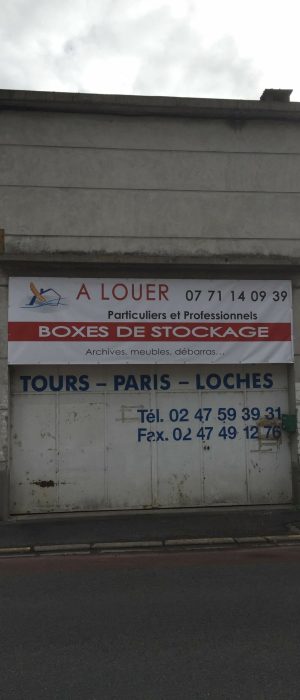 A LOUER 07 71 14 09 39
Particuliers et Professionnels
BOXES DE STOCKAGE
Archives, meubles, débarras...
TOURS – PARIS – LOCHES
Tél. 02 47 59 39 31
Fax. 02 47 49 12 76